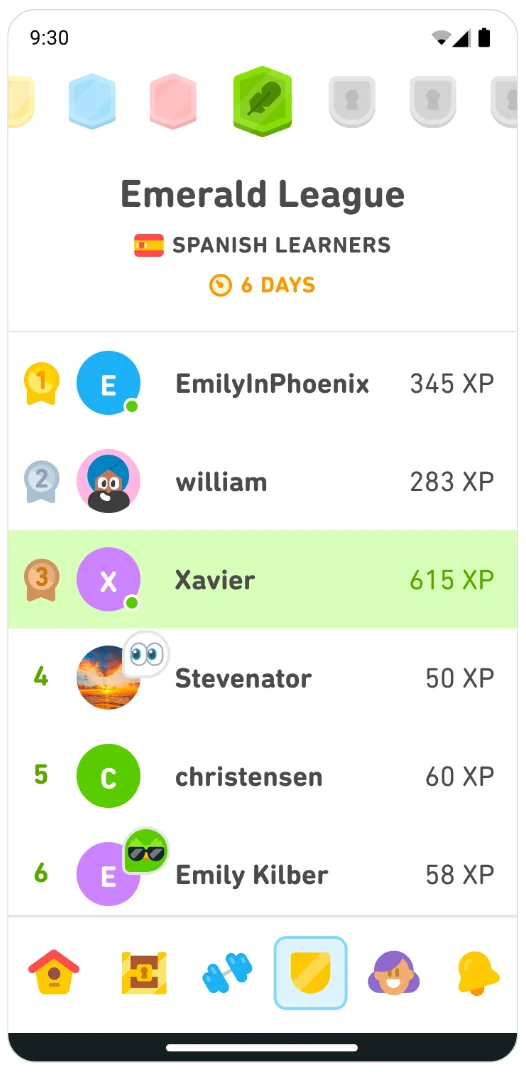 9:30
Emerald League
SPANISH LEARNERS
6 DAYS
1 E EmilyInPhoenix 345 XP
2 william 283 XP
3 X Xavier 615 XP
4 Stevenator 50 XP
5 C christensen 60 XP
6 E Emily Kilber 58 XP